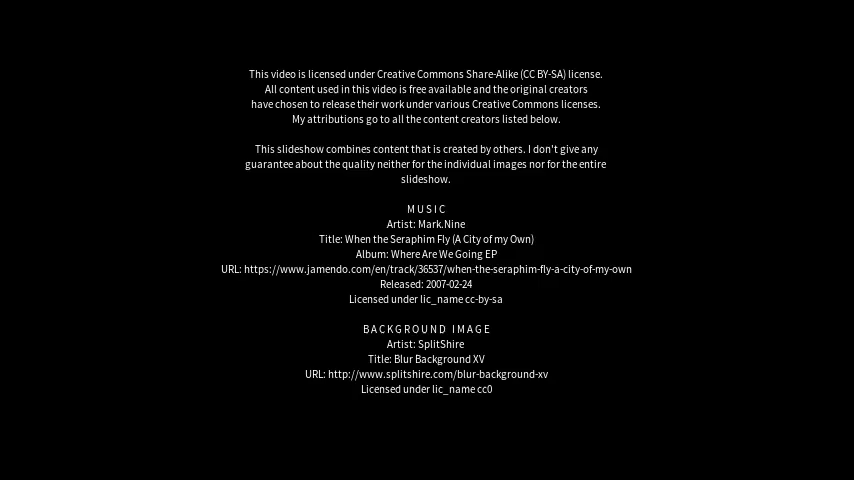 This video is licensed under Creative Commons Share-Alike (CC BY-SA) license.
All content used in this video is free available and the original creators
have chosen to release their work under various Creative Commons licenses.
My attributions go to all the content creators listed below.
This slideshow combines content that is created by others. I don't give any
guarantee about the quality neither for the individual images nor for the entire
slideshow.
MUSIC
Artist: Mark.Nine
Title: When the Seraphim Fly (A City of my Own)
Album: Where Are We Going EP
URL: https://www.jamendo.com/en/track/36537/when-the-seraphim-fly-a-city-of-my-own
Released: 2007-02-24
Licensed under lic_name cc-by-sa
BACKGROUND IMAGE
Artist: SplitShire
Title: Blur Background XV
URL: http://www.splitshire.com/blur-background-xv
Licensed under lic_name cc0